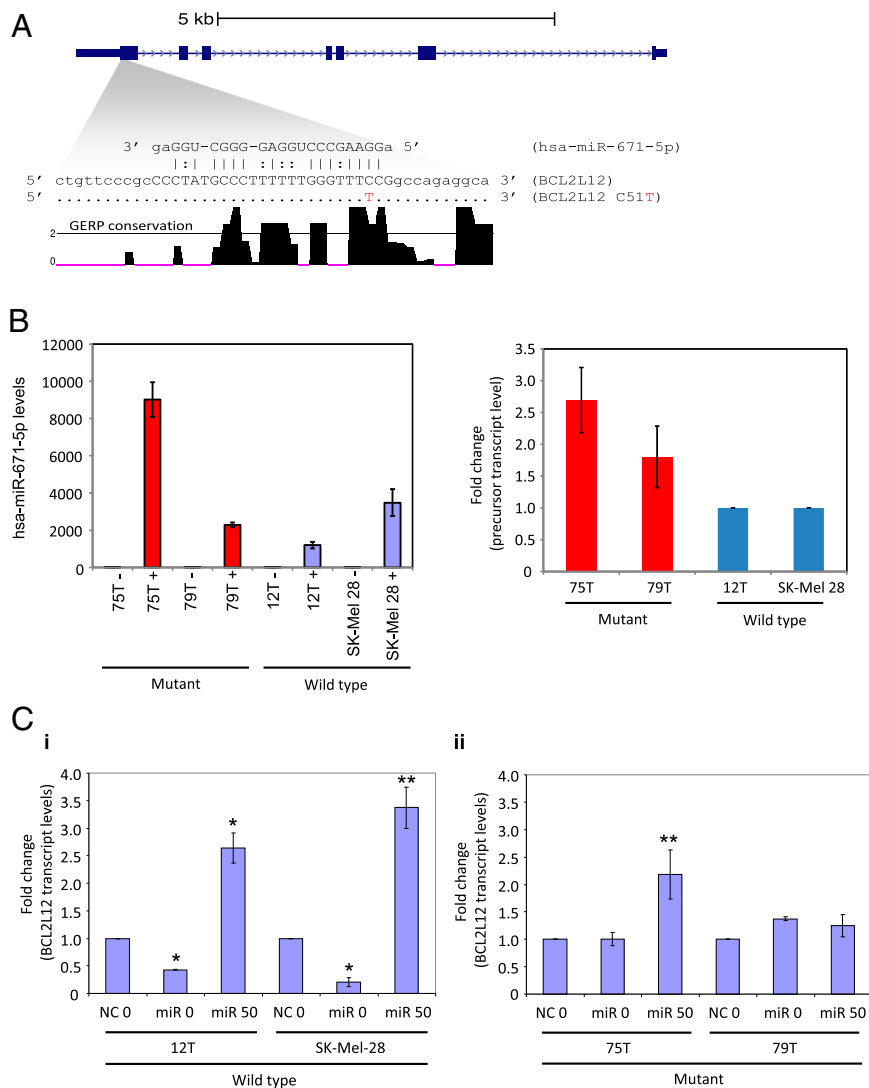 A
5 kb
3' gaGGU-CGGG-GAGGUCCCGAAGGa 5' (hsa-miR-671-5p)
||:| |||| :|:: |||||||
5' ctgttcccgcCCCTATGCCCTTTTTTGGGTTTCCGgccagaggca 3' (BCL2L12)
5' ................................T............ 3' (BCL2L12 C51T)
GERP conservation
2
0
B
12000
10000
8000
6000
4000
2000
0
hsa-miR-671-5p levels
75T -
75T +
79T -
79T +
12T -
12T +
SK-Mel 28 -
SK-Mel 28 +
Mutant
Wild type
3.5
3.0
2.5
2.0
1.5
1.0
0.5
0
Fold change
(precursor transcript level)
75T
79T
12T
SK-Mel 28
Mutant
Wild type
C
i
4.0
3.5
3.0
2.5
2.0
1.5
1.0
0.5
0
Fold change
(BCL2L12 transcript levels)
*
*
*
**
NC 0
miR 0
miR 50
NC 0
miR 0
miR 50
12T
SK-Mel-28
Wild type
ii
4.0
3.5
3.0
2.5
2.0
1.5
1.0
0.5
0
Fold change
(BCL2L12 transcript levels)
**
NC 0
miR 0
miR 50
NC 0
miR 0
miR 50
75T
79T
Mutant